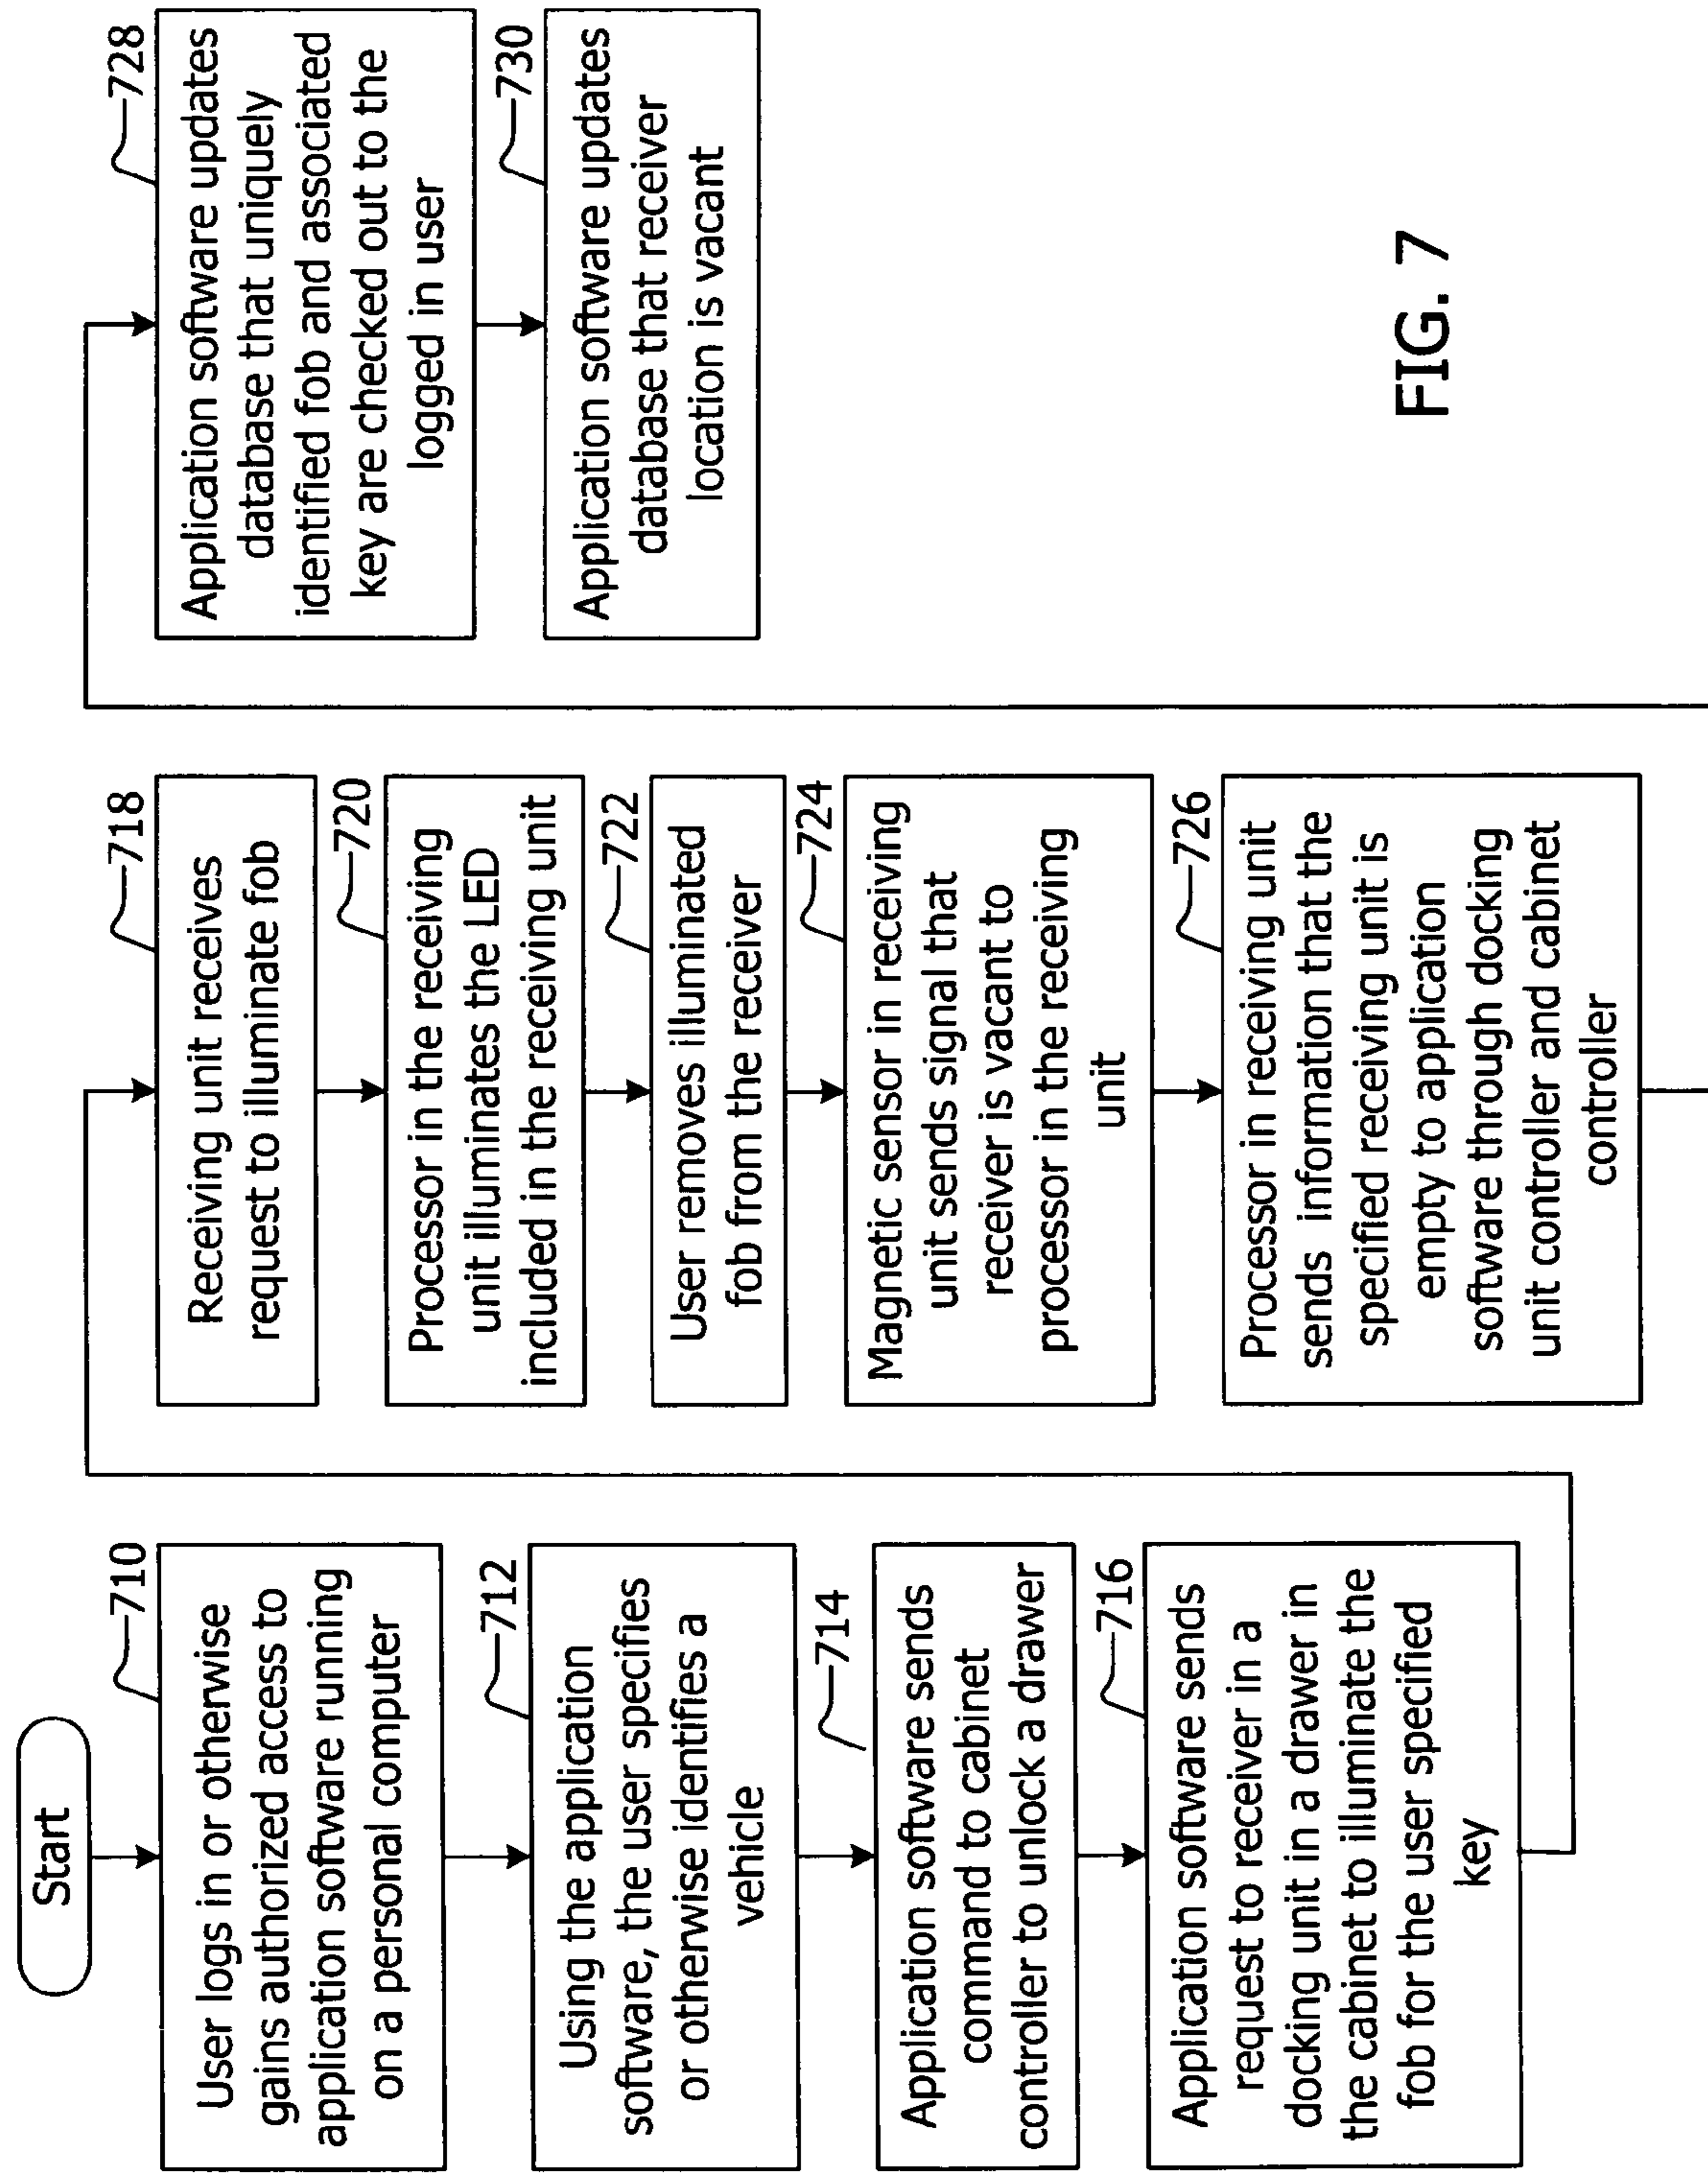 Start
710
User logs in or otherwise
gains authorized access to
application software running
on a personal computer
712
Using the application
software, the user specifies
or otherwise identifies a
vehicle
714
Application software sends
command to cabinet
controller to unlock a drawer
716
Application software sends
request to receiver in a
docking unit in a drawer in
the cabinet to illuminate the
fob for the user specified
key
718
Receiving unit receives
request to illuminate fob
720
Processor in the receiving
unit illuminates the LED
included in the receiving unit
722
User removes illuminated
fob from the receiver
724
Magnetic sensor in receiving
unit sends signal that
receiver is vacant to
processor in the receiving
unit
726
Processor in receiving unit
sends information that the
specified receiving unit is
empty to application
software through docking
unit controller and cabinet
controller
728
Application software updates
database that uniquely
identified fob and associated
key are checked out to the
logged in user
730
Application software updates
database that receiver
location is vacant
FIG. 7